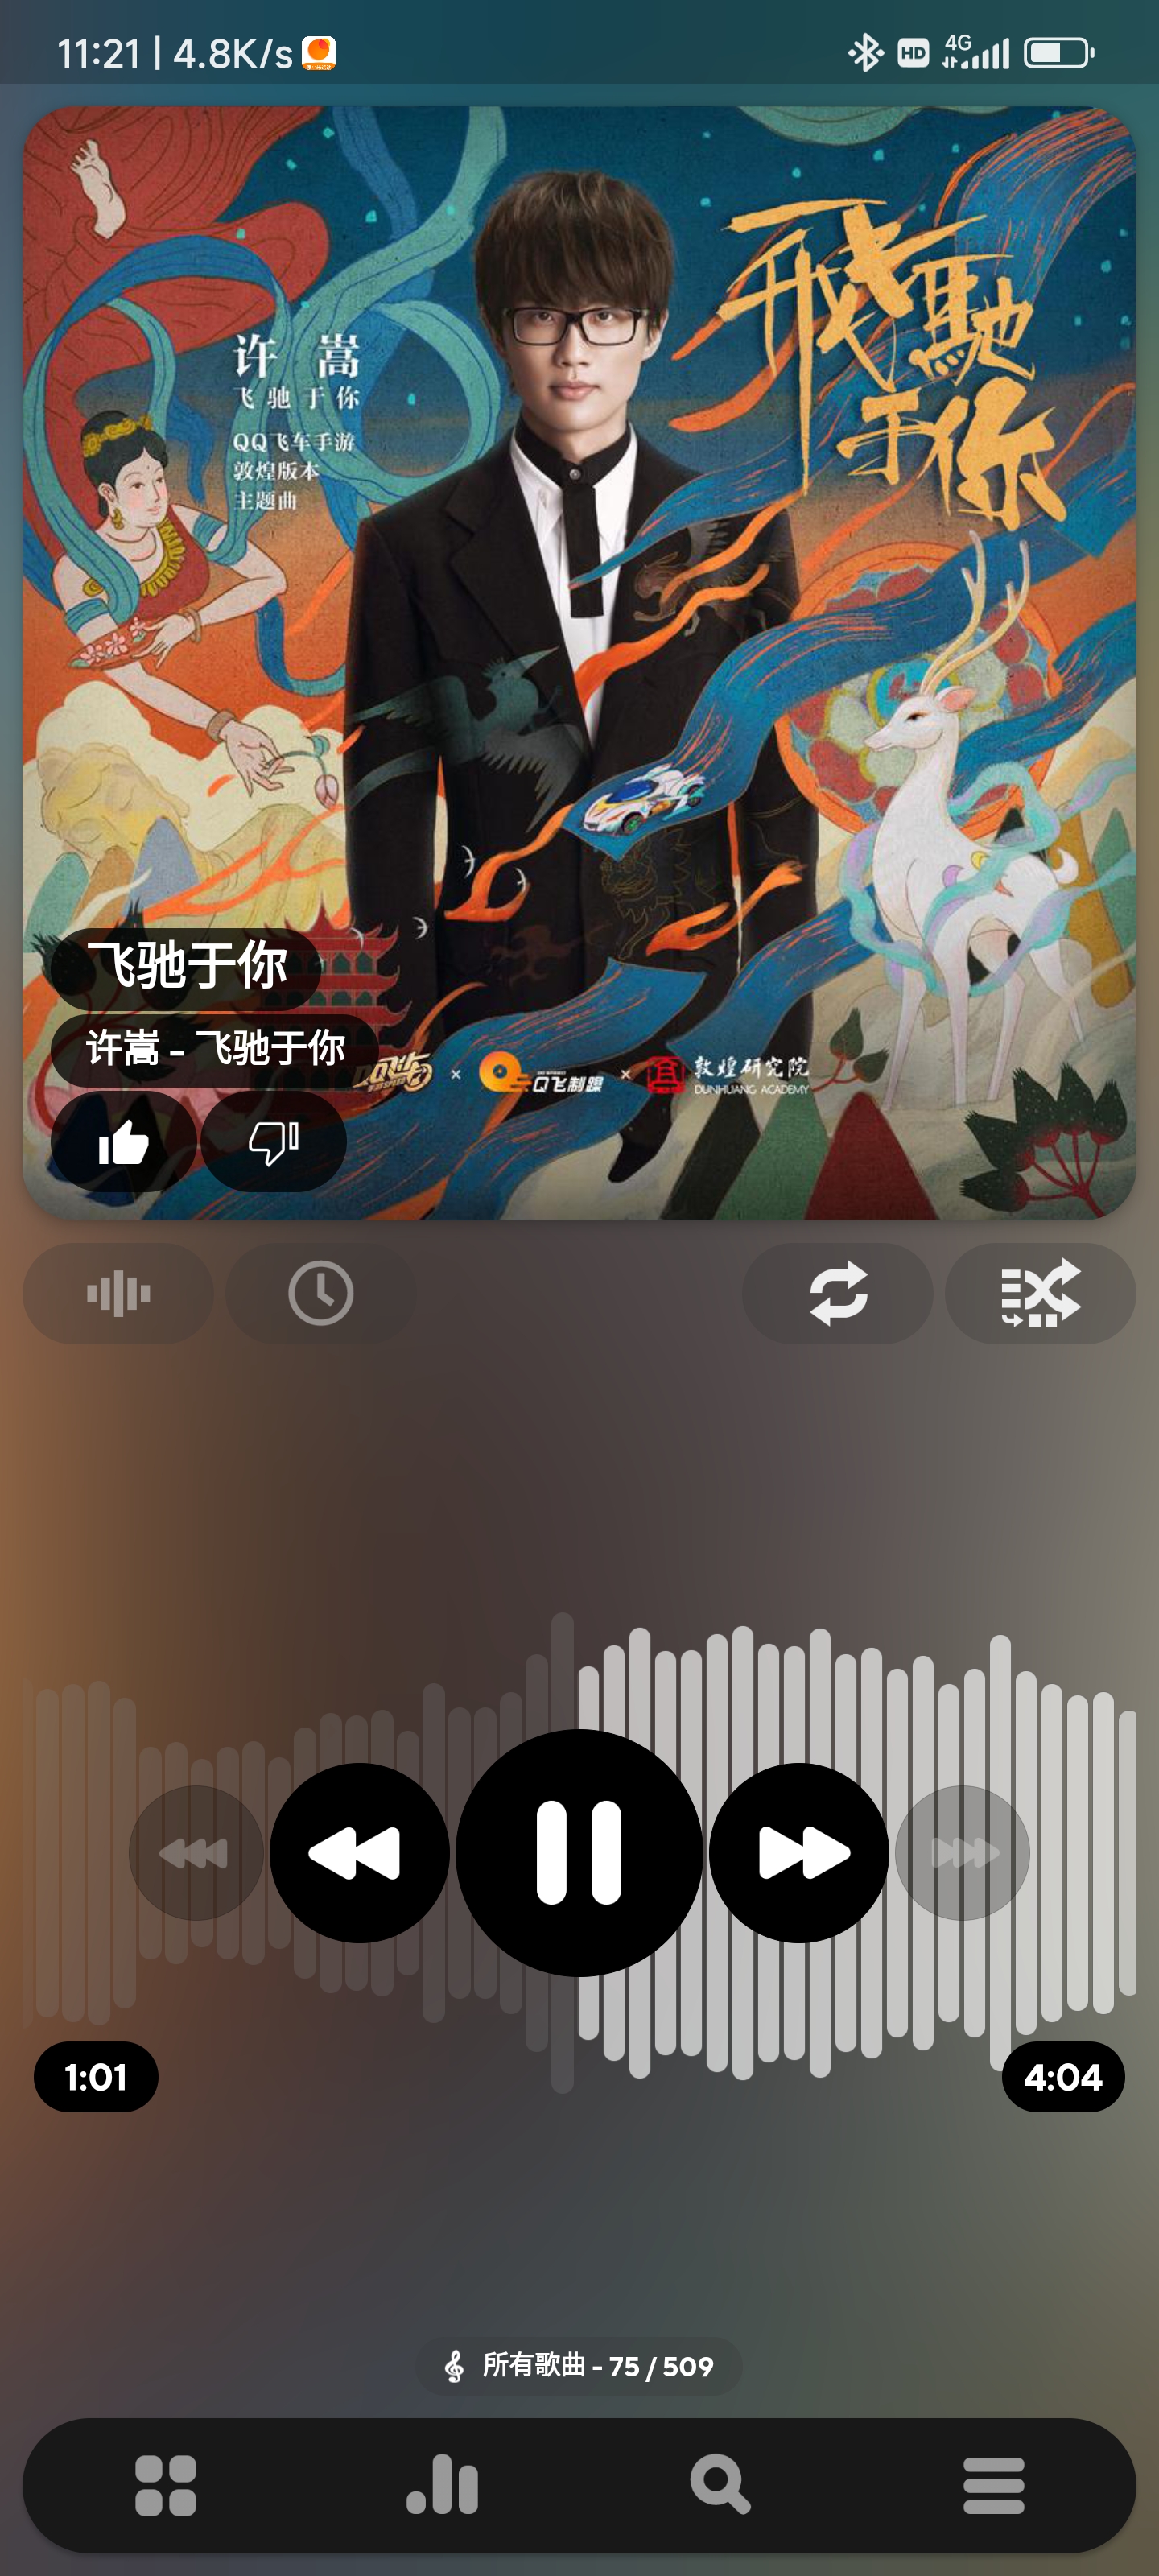 11:21 | 4.8K/s
HD 4G
飛馳
于你
许嵩
飞驰于你
QQ飞车手游
敦煌版本
主题曲
飞驰于你
许嵩 - 飞驰于你
× Q飞制躁 × 敦煌研究院
DUNHUANG ACADEMY
1:01
4:04
所有歌曲 - 75 / 509